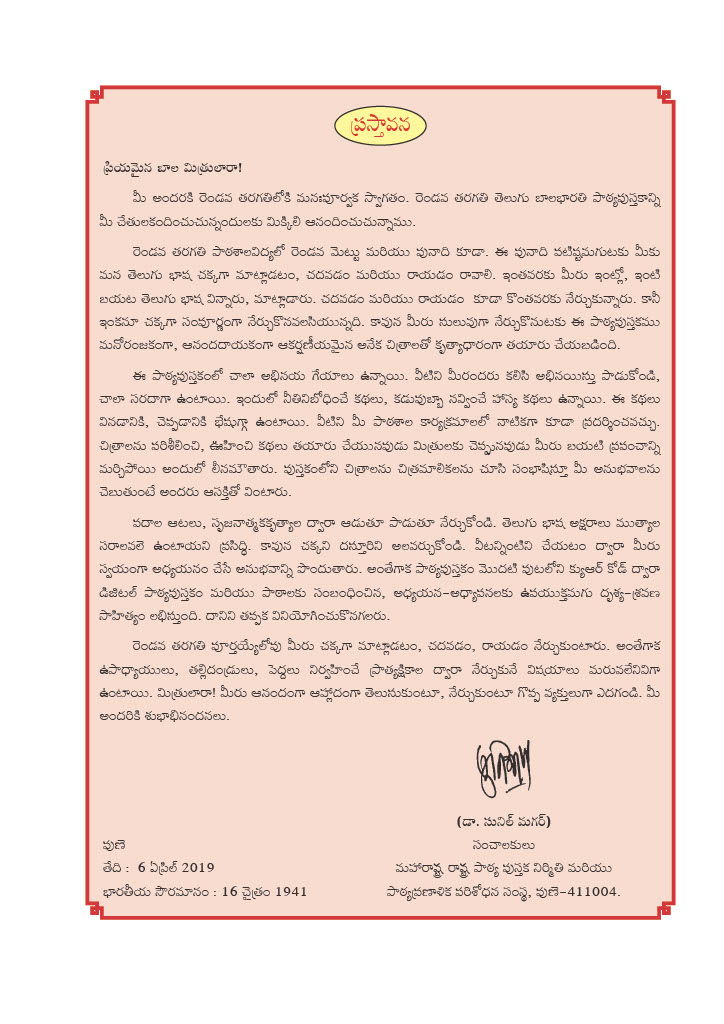 ప్రస్తావన
ప్రియమైన బాల మిత్రులారా!
మీ అందరకి రెండవ తరగతిలోకి మనఃపూర్వక స్వాగతం. రెండవ తరగతి తెలుగు బాలభారతి పాఠ్యపుస్తకాన్ని
మీ చేతులకందించుచున్నందులకు మిక్కిలి ఆనందించుచున్నాము.
రెండవ తరగతి పాఠశాలవిద్యలో రెండవ మెట్టు మరియు పునాది కూడా. ఈ పునాది పటిష్టమగుటకు మీకు
మన తెలుగు భాష చక్కగా మాట్లాడటం, చదవడం మరియు రాయడం రావాలి. ఇంతవరకు మీరు ఇంట్లో, ఇంటి
బయట తెలుగు భాష విన్నారు, మాట్లాడారు. చదవడం మరియు రాయడం కూడా కొంతవరకు నేర్చుకున్నారు. కానీ
ఇంకనూ చక్కగా సంపూర్ణంగా నేర్చుకొనవలసియున్నది. కావున మీరు సులువుగా నేర్చుకొనుటకు ఈ పాఠ్యపుస్తకము
మనోరంజకంగా, ఆనందదాయకంగా ఆకర్షణీయమైన అనేక చిత్రాలతో కృత్యాధారంగా తయారు చేయబడింది.
ఈ పాఠ్యపుస్తకంలో చాలా అభినయ గేయాలు ఉన్నాయి. వీటిని మీరందరు కలిసి అభినయిస్తు పాడుకోండి,
చాలా సరదాగా ఉంటాయి. ఇందులో నీతినిబోధించే కథలు, కడుపుబ్బా నవ్వించే హాస్య కథలు ఉన్నాయి. ఈ కథలు
వినడానికి, చెప్పడానికి భేషుగ్గా ఉంటాయి. వీటిని మీ పాఠశాల కార్యక్రమాలలో నాటికగా కూడా ప్రదర్శించవచ్చు.
చిత్రాలను పరిశీలించి, ఊహించి కథలు తయారు చేయునపుడు మిత్రులకు చెప్పునపుడు మీరు బయటి ప్రపంచాన్ని
మర్చిపోయి అందులో లీనమౌతారు. పుస్తకంలోని చిత్రాలను చిత్రమాలికలను చూసి సంభాషిస్తూ మీ అనుభవాలను
చెబుతుంటే అందరు ఆసక్తితో వింటారు.
పదాల ఆటలు, సృజనాత్మకకృత్యాల ద్వారా ఆడుతూ పాడుతూ నేర్చుకోండి. తెలుగు భాష అక్షరాలు ముత్యాల
సరాలవలె ఉంటాయని ప్రసిద్ధి. కావున చక్కని దస్తూరిని అలవర్చుకోండి. వీటన్నింటిని చేయటం ద్వారా మీరు
స్వయంగా అధ్యయనం చేసే అనుభవాన్ని పొందుతారు. అంతేగాక పాఠ్యపుస్తకం మొదటి పుటలోని క్యుఆర్ కోడ్ ద్వారా
డిజిటల్ పాఠ్యపుస్తకం మరియు పాఠాలకు సంబంధించిన, అధ్యయన-అధ్యాపనలకు ఉపయుక్తమగు దృశ్య-శ్రవణ
సాహిత్యం లభిస్తుంది. దానిని తప్పక వినియోగించుకొనగలరు.
రెండవ తరగతి పూర్తయ్యేలోపు మీరు చక్కగా మాట్లాడటం, చదవడం, రాయడం నేర్చుకుంటారు. అంతేగాక
ఉపాధ్యాయులు, తల్లిదండ్రులు, పెద్దలు నిర్వహించే ప్రాత్యక్షికాల ద్వారా నేర్చుకునే విషయాలు మరువలేనివిగా
ఉంటాయి. మిత్రులారా! మీరు ఆనందంగా ఆహ్లాదంగా తెలుసుకుంటూ, నేర్చుకుంటూ గొప్ప వ్యక్తులుగా ఎదగండి. మీ
అందరికి శుభాభినందనలు.
(డా. సునిల్ మగర్)
పుణె
సంచాలకులు
తేది : 6 ఏప్రిల్ 2019
మహారాష్ట్ర రాష్ట్ర పాఠ్య పుస్తక నిర్మితి మరియు
భారతీయ సౌరమానం : 16 చైత్రం 1941
పాఠ్యప్రణాళిక పరిశోధన సంస్థ, పుణె-411004.